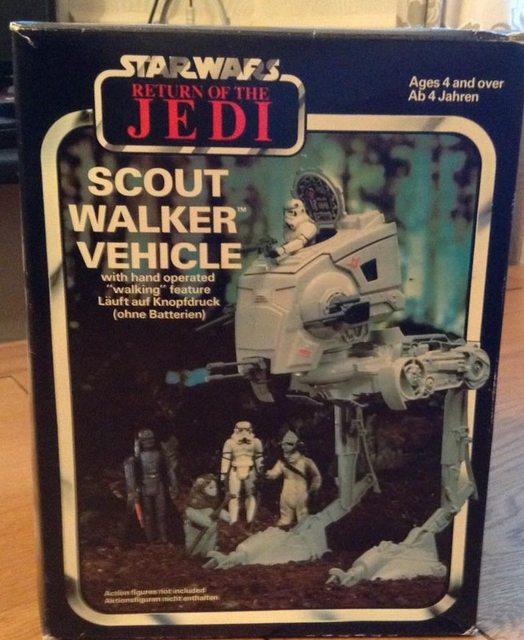 STAR WARS
RETURN OF THE
JEDI
Ages 4 and over
Ab 4 Jahren
SCOUT
WALKER™
VEHICLE
with hand operated
"walking" feature
Läuft auf Knopfdruck
(ohne Batterien)
Action figures not included
Aktionsfiguren nicht enthalten